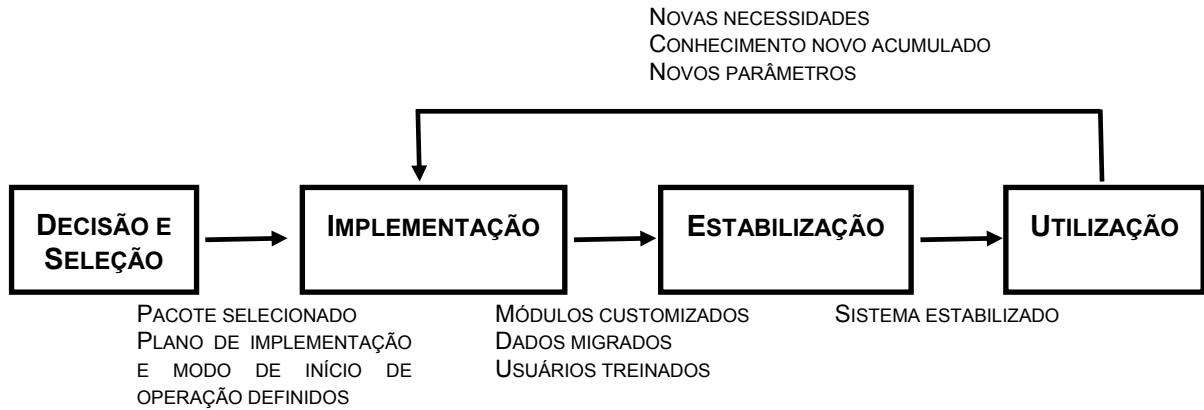 NOVAS NECESSIDADES
CONHECIMENTO NOVO ACUMULADO
NOVOS PARÂMETROS
DECISÃO E
SELEÇÃO
IMPLEMENTAÇÃO
ESTABILIZAÇÃO
UTILIZAÇÃO
PACOTE SELECIONADO
PLANO DE IMPLEMENTAÇÃO
E MODO DE INÍCIO DE
OPERAÇÃO DEFINIDOS
MÓDULOS CUSTOMIZADOS
DADOS MIGRADOS
USUÁRIOS TREINADOS
SISTEMA ESTABILIZADO